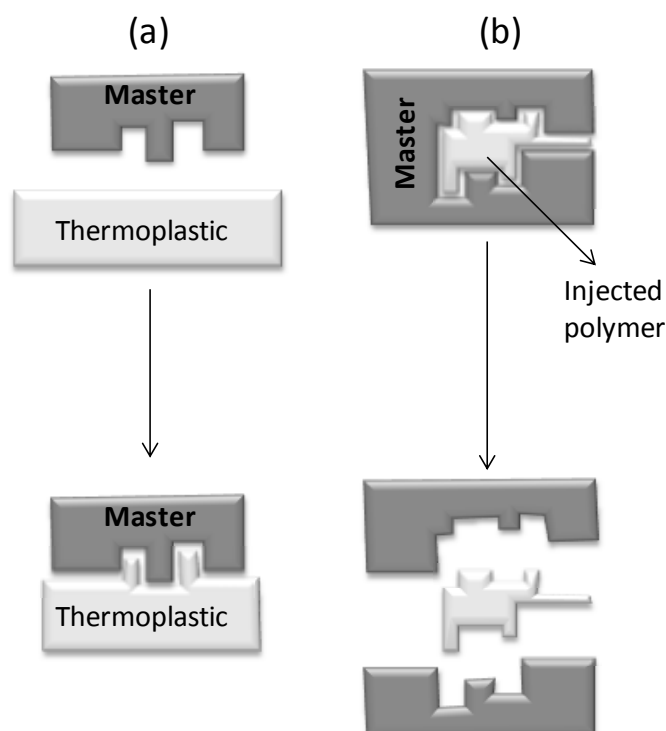 (a)
Master
Thermoplastic
Master
Thermoplastic
(b)
Master
Injected
polymer